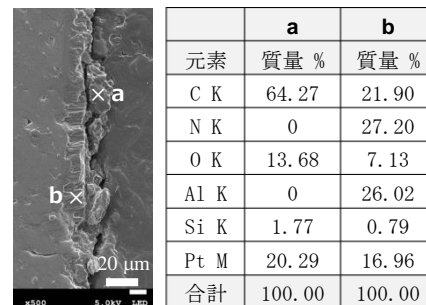 a
b
20 μm
x500 5.0kV LED
a b
元素 質量 % 質量 %
C K 64.27 21.90
N K 0 27.20
O K 13.68 7.13
Al K 0 26.02
Si K 1.77 0.79
Pt M 20.29 16.96
合計 100.00 100.00